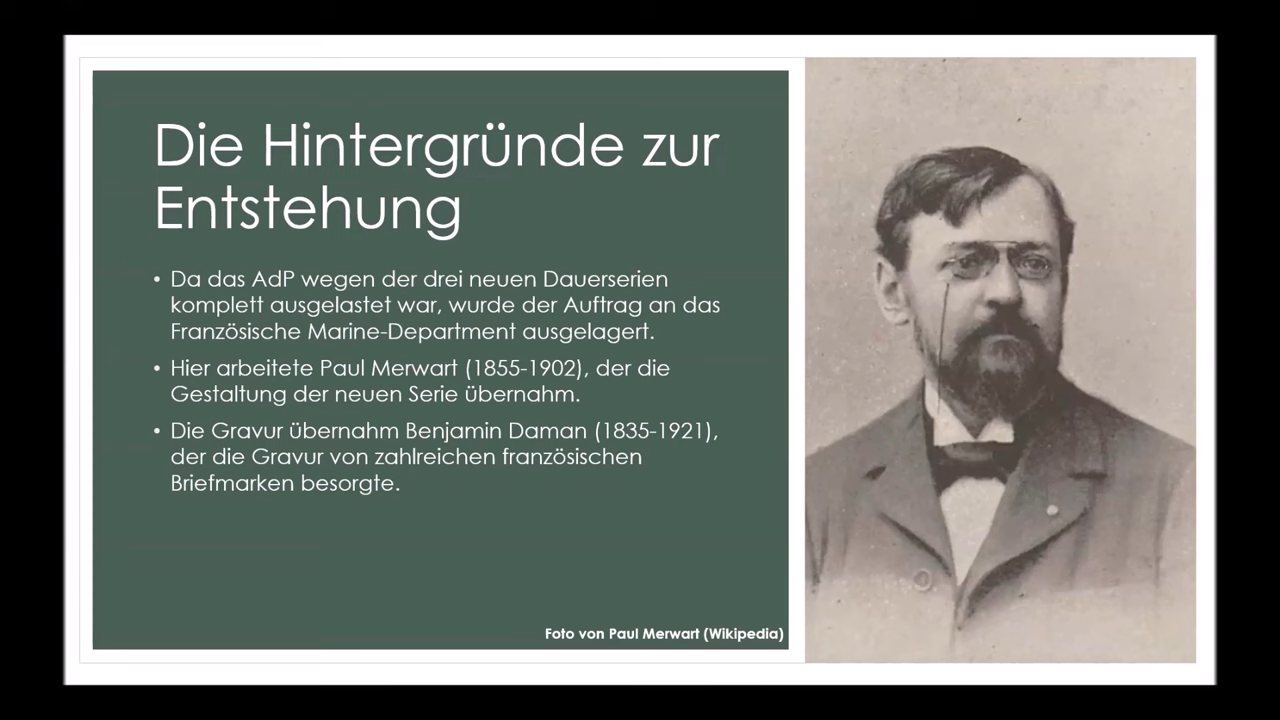 Die Hintergründe zur
Entstehung
• Da das AdP wegen der drei neuen Dauerserien
komplett ausgelastet war, wurde der Auftrag an das
Französische Marine-Department ausgelagert.
• Hier arbeitete Paul Merwart (1855-1902), der die
Gestaltung der neuen Serie übernahm.
• Die Gravur übernahm Benjamin Daman (1835-1921),
der die Gravur von zahlreichen französischen
Briefmarken besorgte.
Foto von Paul Merwart (Wikipedia)